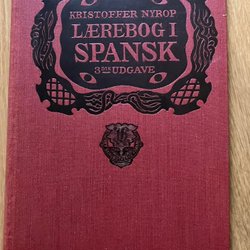 KRISTOFFER NYROP
LÆREBOG I
SPANSK
3DIE UDGAVE